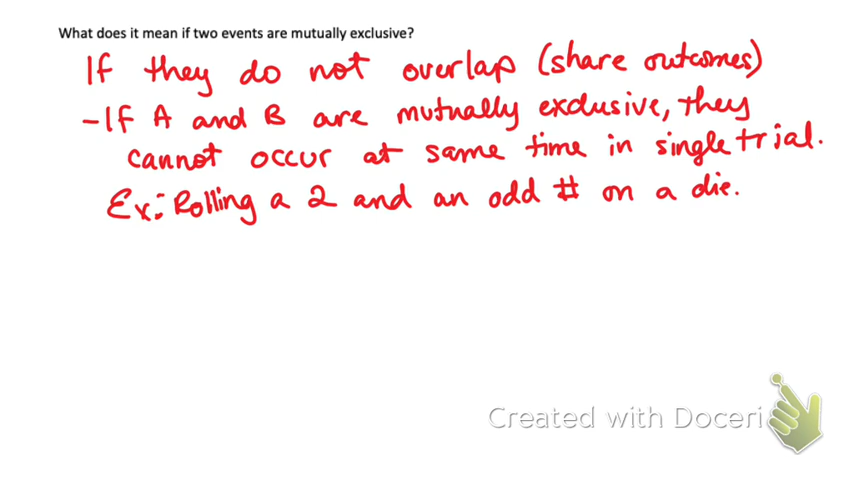 What does it mean if two events are mutually exclusive?
If they do not overlap (share outcomes)
- If A and B are mutually exclusive, they
cannot occur at same time in single trial.
Ex: Rolling a 2 and an odd # on a die.
Created with Doceri